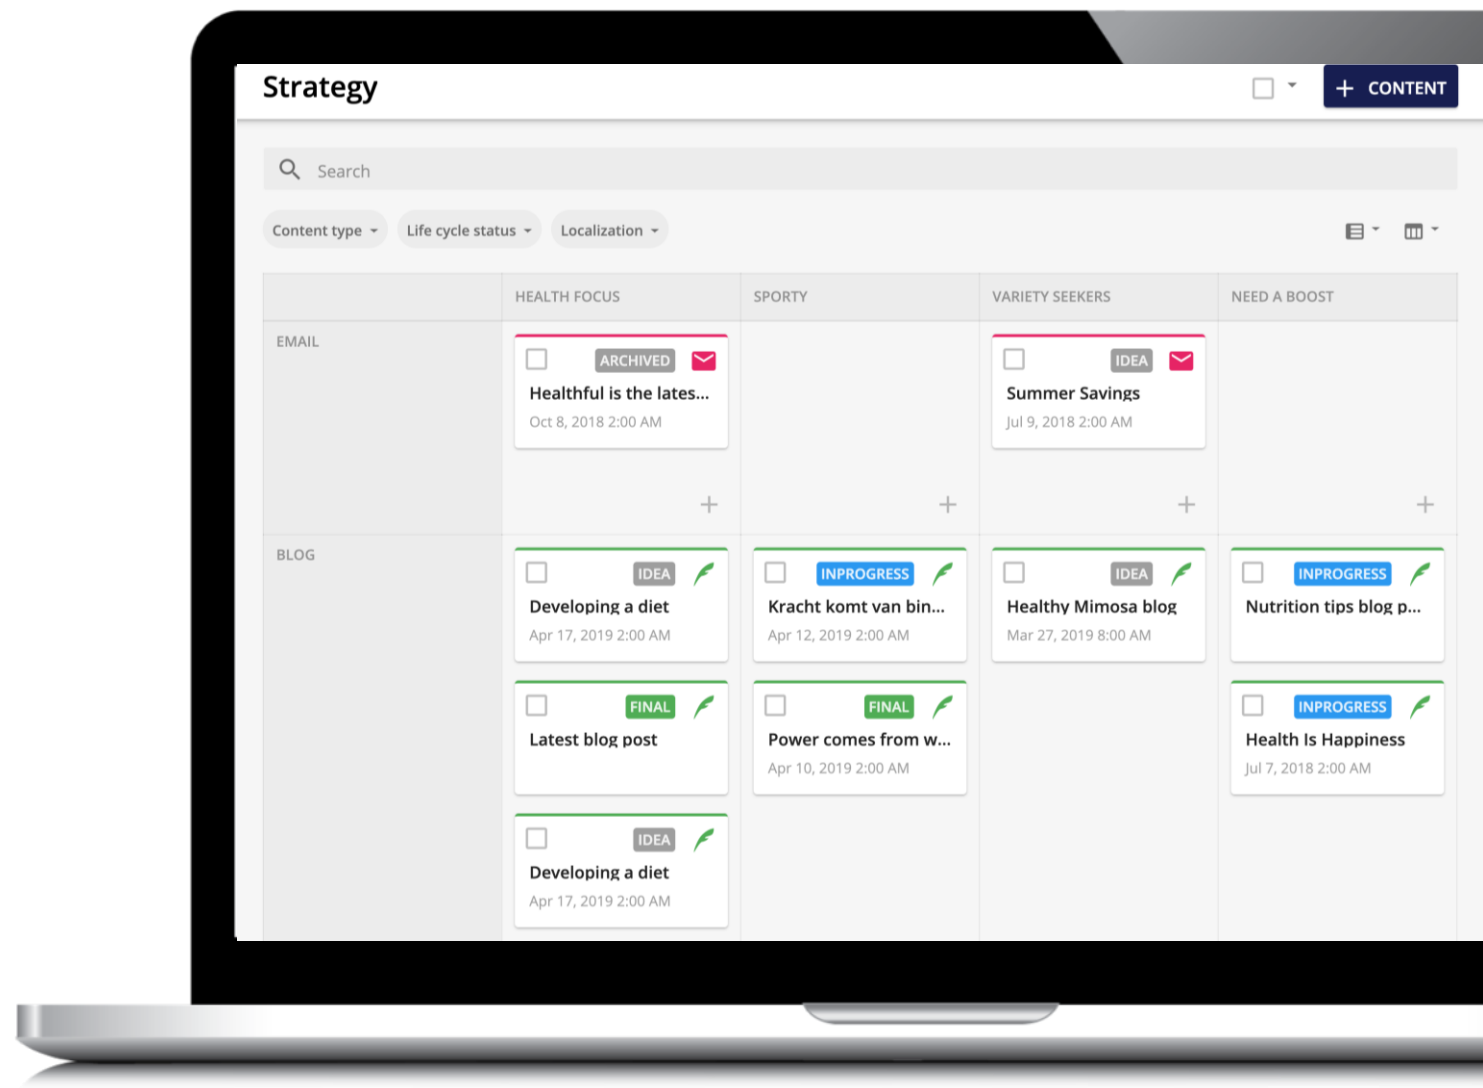 Strategy
CONTENT
Search
Content type
Life cycle status
Localization
HEALTH FOCUS
SPORTY
VARIETY SEEKERS
NEED A BOOST
EMAIL
ARCHIVED
Healthful is the lates...
Oct 8, 2018 2:00 AM
IDEA
Summer Savings
Jul 9, 2018 2:00 AM
BLOG
IDEA
Developing a diet
Apr 17, 2019 2:00 AM
INPROGRESS
Kracht komt van bin...
Apr 12, 2019 2:00 AM
IDEA
Healthy Mimosa blog
Mar 27, 2019 8:00 AM
INPROGRESS
Nutrition tips blog p...
FINAL
Latest blog post
FINAL
Power comes from w...
Apr 10, 2019 2:00 AM
INPROGRESS
Health Is Happiness
Jul 7, 2018 2:00 AM
IDEA
Developing a diet
Apr 17, 2019 2:00 AM